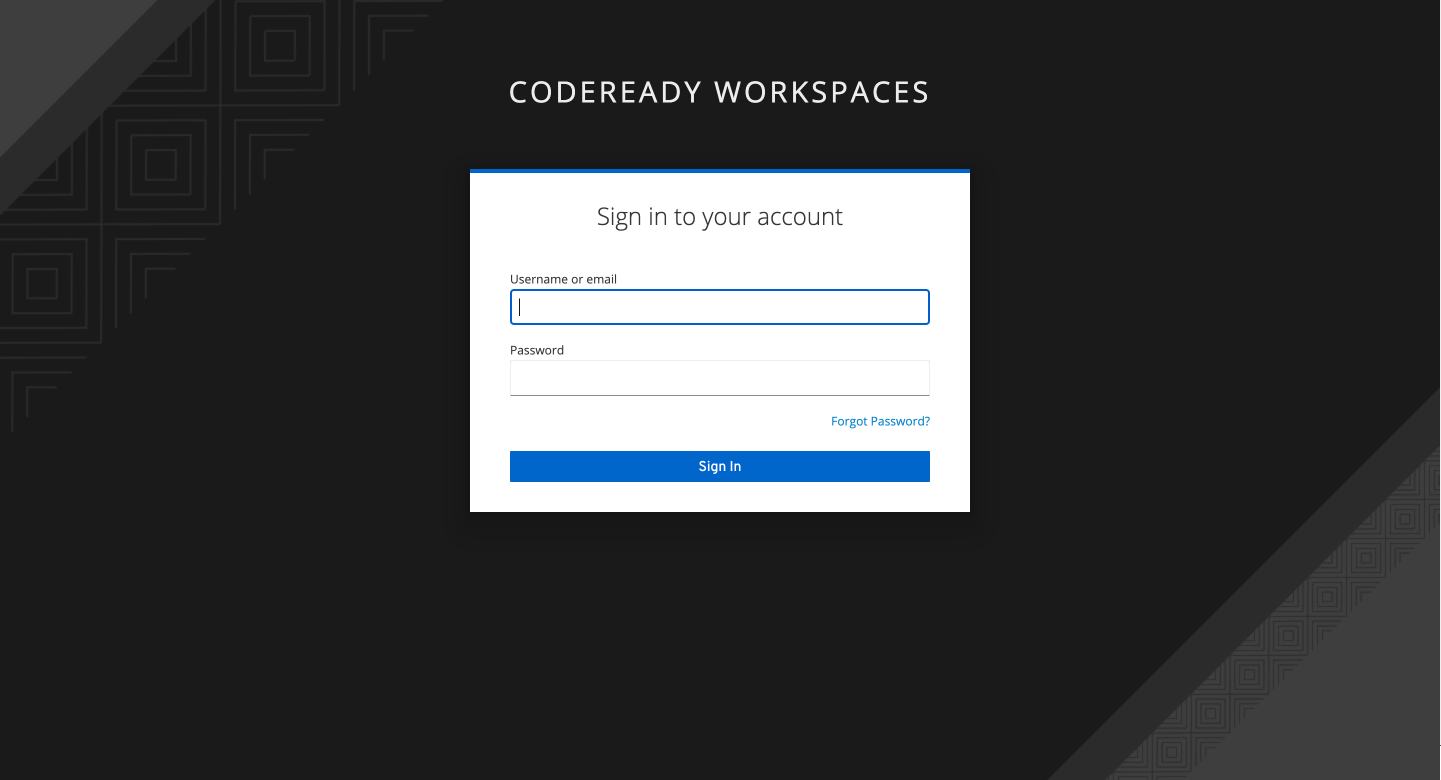 CODEREADY WORKSPACES
Sign in to your account
Username or email
Password
Forgot Password?
Sign In